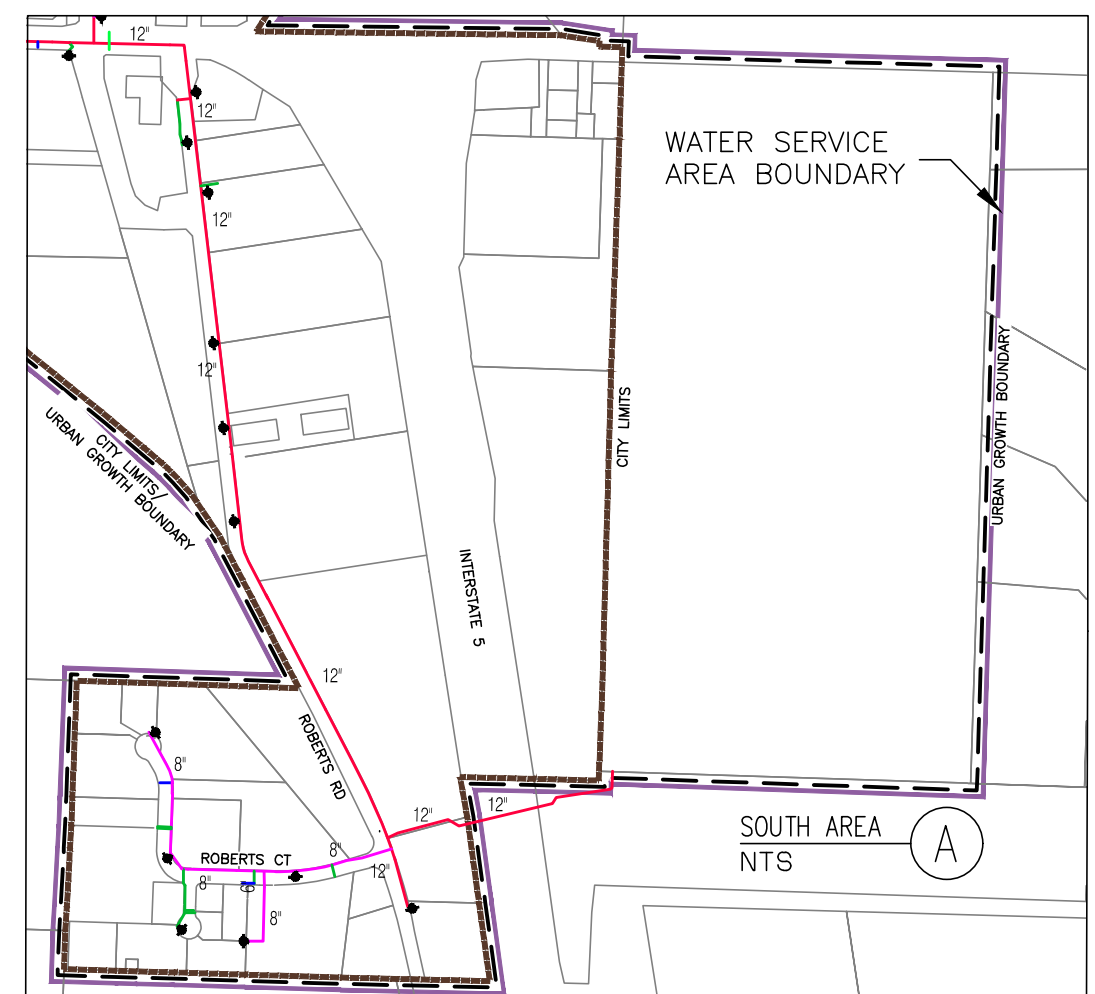 12"
12"
WATER SERVICE
AREA BOUNDARY
12"
12"
CITY LIMITS
URBAN GROWTH BOUNDARY
CITY LIMITS/
URBAN GROWTH BOUNDARY
INTERSTATE 5
12"
ROBERTS RD
8"
12"
12"
SOUTH AREA
NTS
A
8"
ROBERTS CT
12"
8"
8"